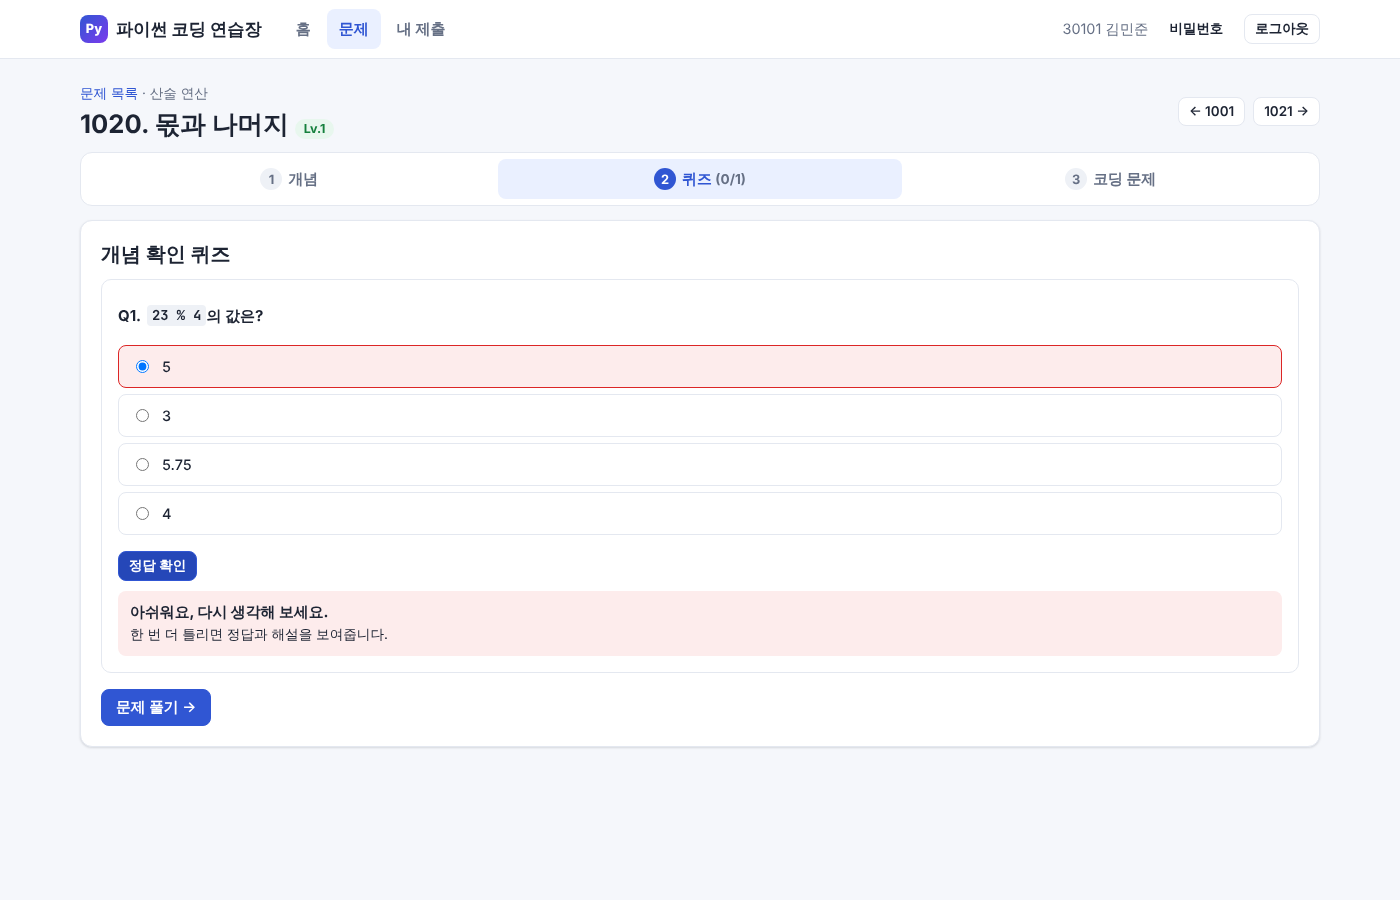 Py 파이썬 코딩 연습장 홈 문제 내 제출 30101 김민준 비밀번호 로그아웃
문제 목록 · 산술 연산
1020. 몫과 나머지 Lv.1
← 1001 1021 →
1 개념 2 퀴즈 (0/1) 3 코딩 문제
개념 확인 퀴즈
Q1. 23 % 4의 값은?
5
3
5.75
4
정답 확인
아쉬워요, 다시 생각해 보세요.
한 번 더 틀리면 정답과 해설을 보여줍니다.
문제 풀기 →